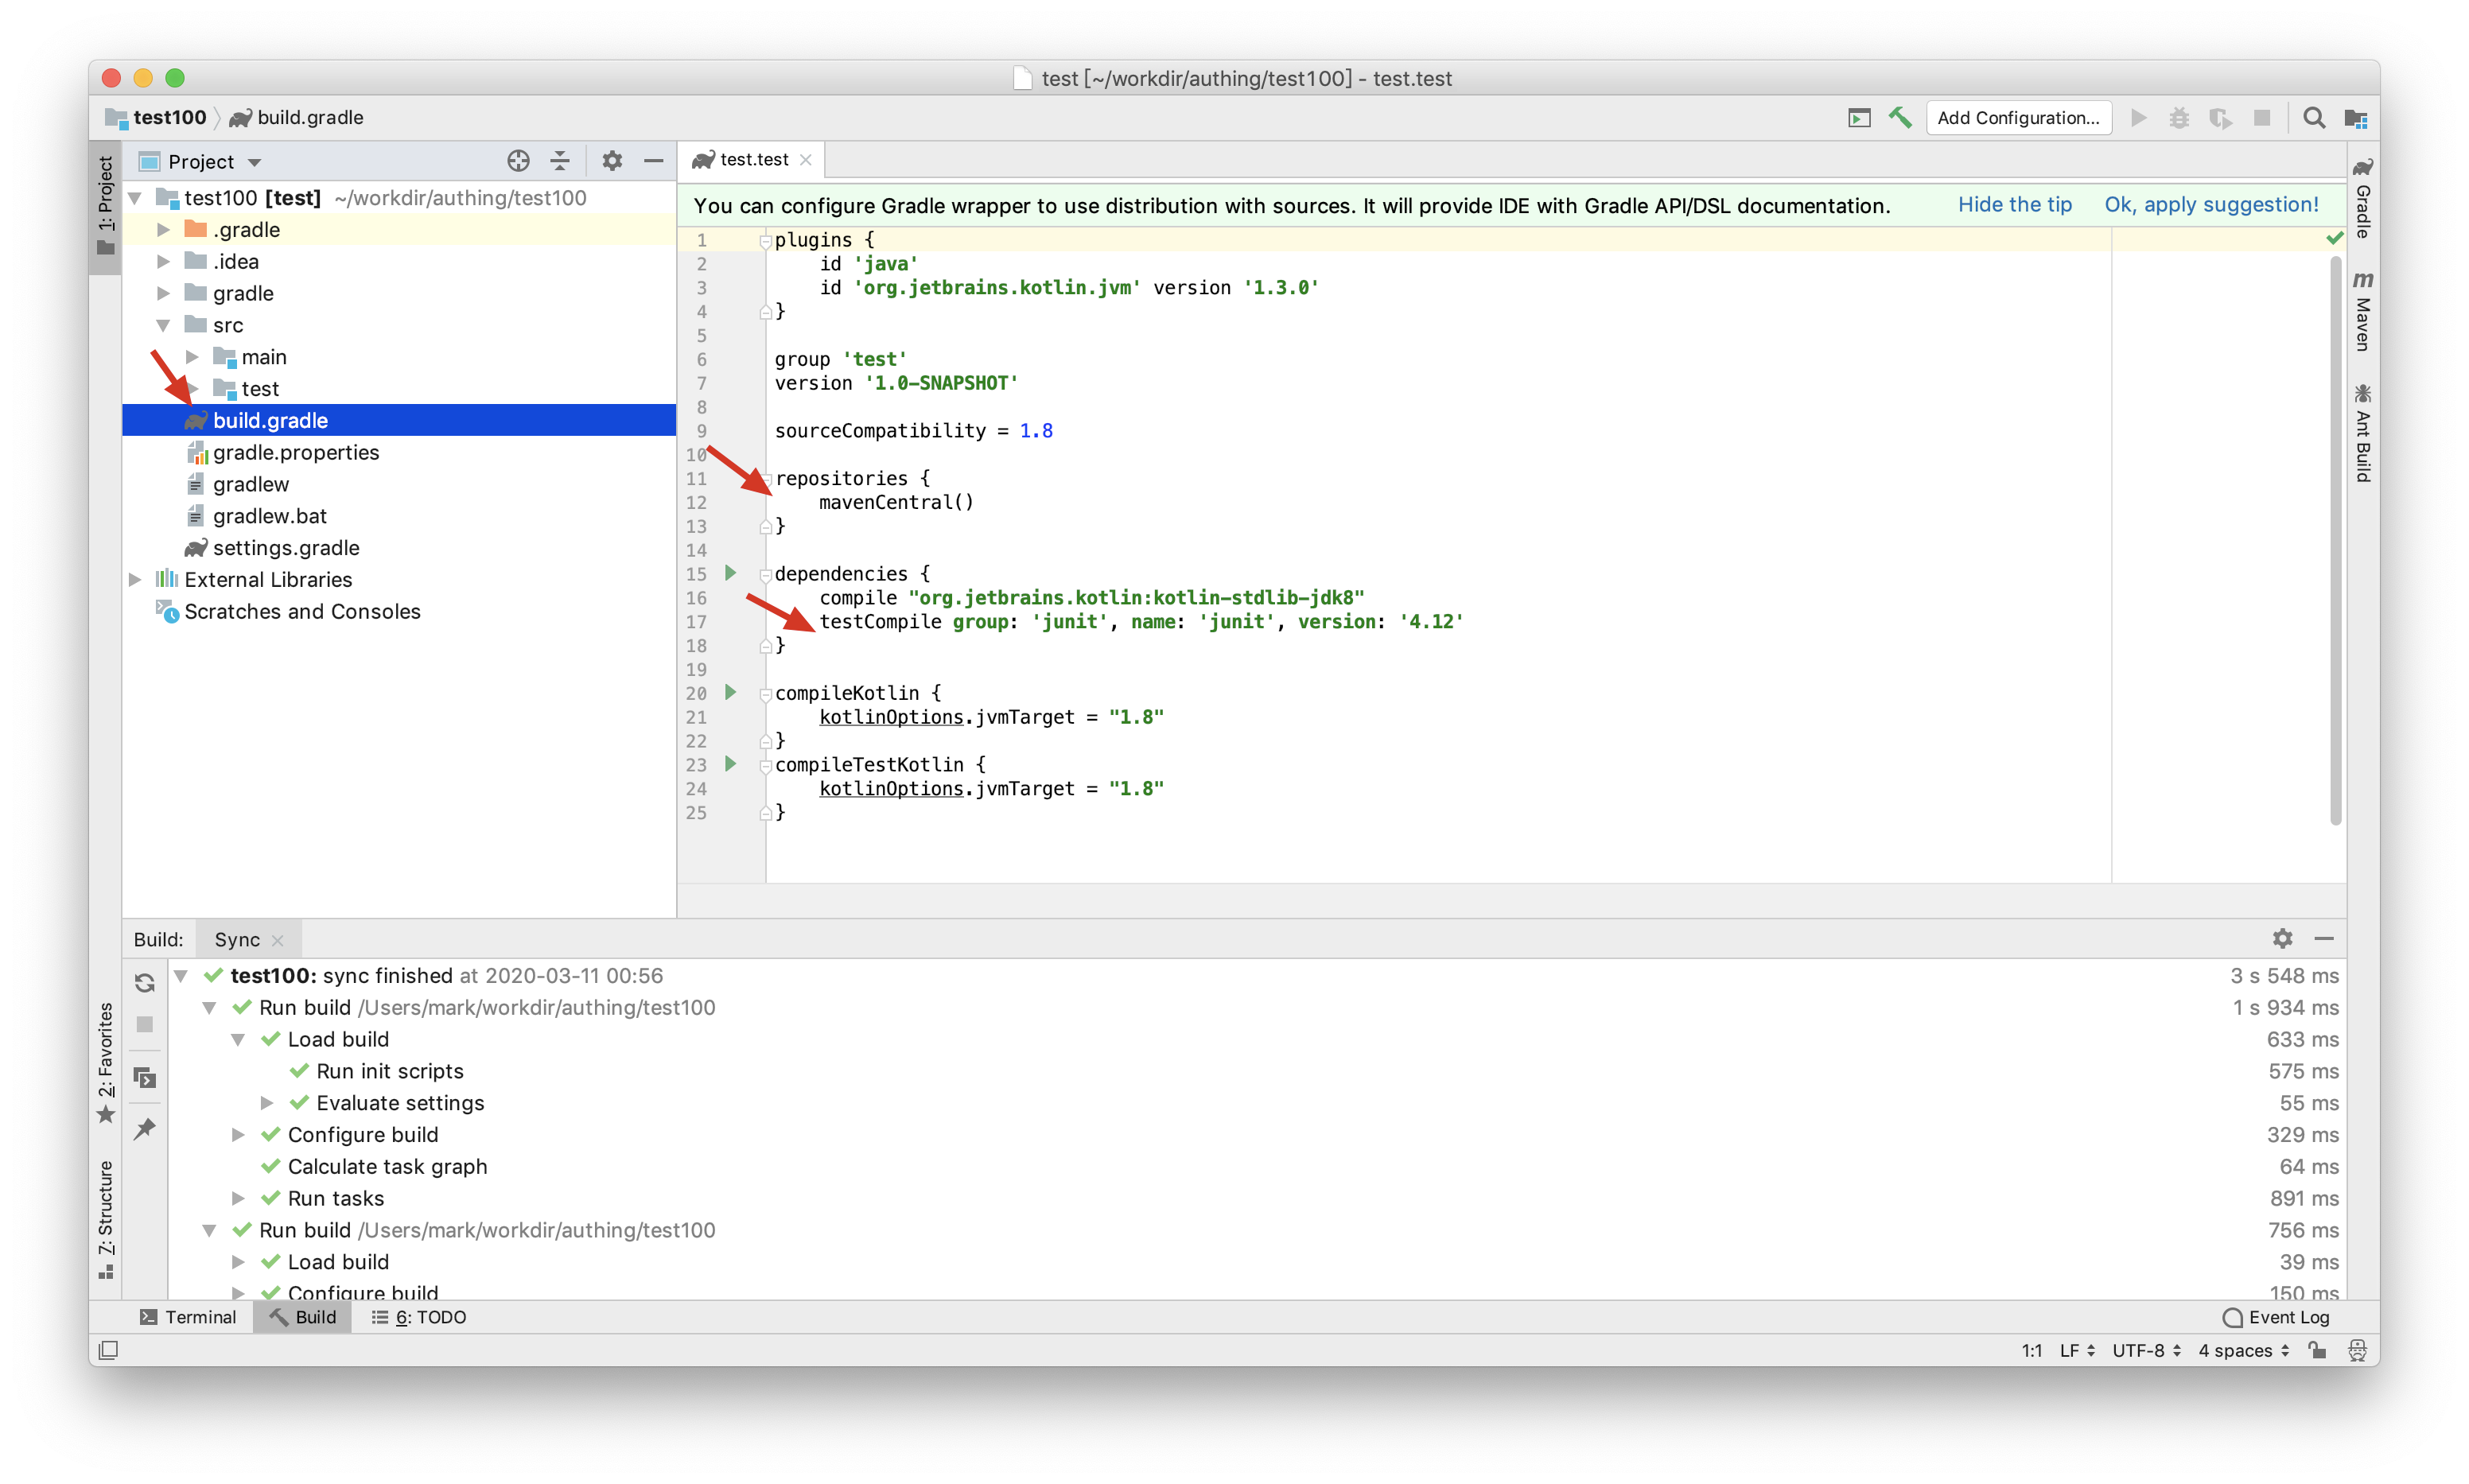 test [~/workdir/authing/test100] - test.test
test100 build.gradle
Add Configuration...
1: Project
Project
test100 [test] ~/workdir/authing/test100
.gradle
.idea
gradle
src
main
test
build.gradle
gradle.properties
gradlew
gradlew.bat
settings.gradle
External Libraries
Scratches and Consoles
test.test
You can configure Gradle wrapper to use distribution with sources. It will provide IDE with Gradle API/DSL documentation. Hide the tip Ok, apply suggestion!
1 plugins {
2 id 'java'
3 id 'org.jetbrains.kotlin.jvm' version '1.3.0'
4 }
5
6 group 'test'
7 version '1.0-SNAPSHOT'
8
9 sourceCompatibility = 1.8
10
11 repositories {
12 mavenCentral()
13 }
14
15 dependencies {
16 compile "org.jetbrains.kotlin:kotlin-stdlib-jdk8"
17 testCompile group: 'junit', name: 'junit', version: '4.12'
18 }
19
20 compileKotlin {
21 kotlinOptions.jvmTarget = "1.8"
22 }
23 compileTestKotlin {
24 kotlinOptions.jvmTarget = "1.8"
25 }
Gradle
m Maven
Ant Build
Build: Sync
test100: sync finished at 2020-03-11 00:56 3 s 548 ms
Run build /Users/mark/workdir/authing/test100 1 s 934 ms
Load build 633 ms
Run init scripts 575 ms
Evaluate settings 55 ms
Configure build 329 ms
Calculate task graph 64 ms
Run tasks 891 ms
Run build /Users/mark/workdir/authing/test100 756 ms
Load build 39 ms
Configure build 150 ms
2: Favorites
7: Structure
Terminal Build 6: TODO Event Log
1:1 LF UTF-8 4 spaces